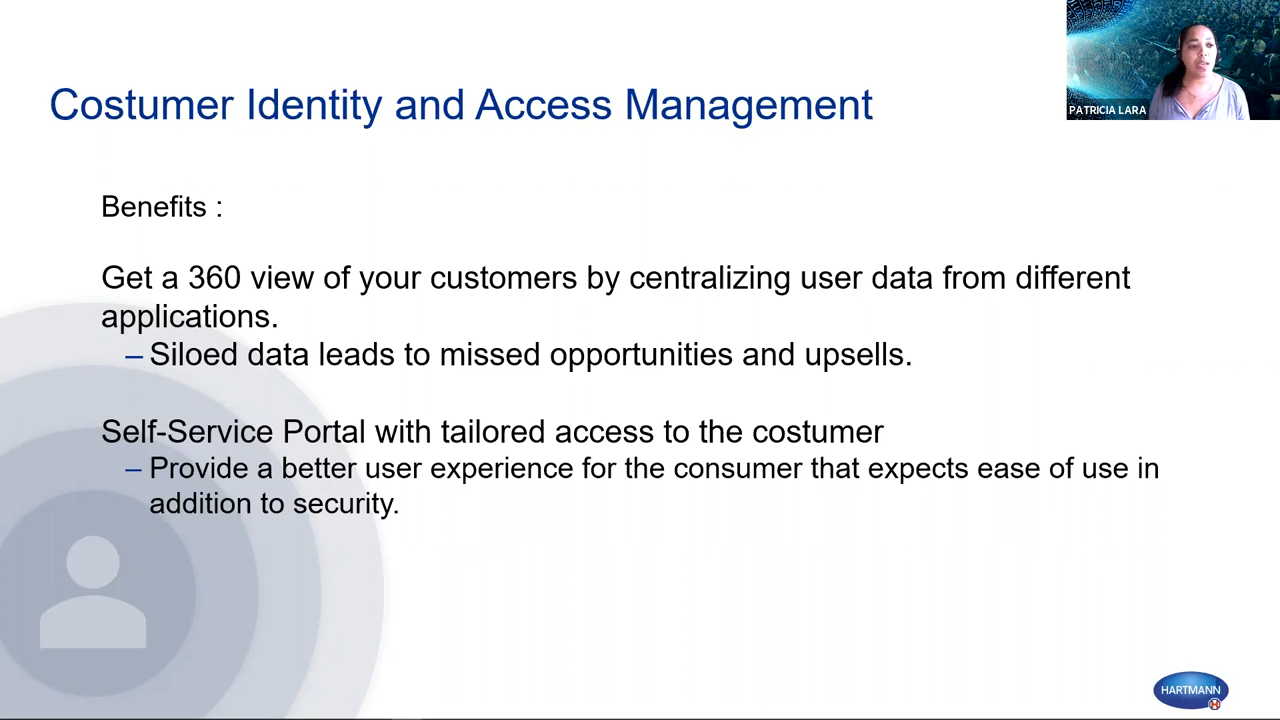 PATRICIA LARA
Costumer Identity and Access Management
Benefits :
Get a 360 view of your customers by centralizing user data from different
applications.
– Siloed data leads to missed opportunities and upsells.
Self-Service Portal with tailored access to the costumer
– Provide a better user experience for the consumer that expects ease of use in
addition to security.
HARTMANN